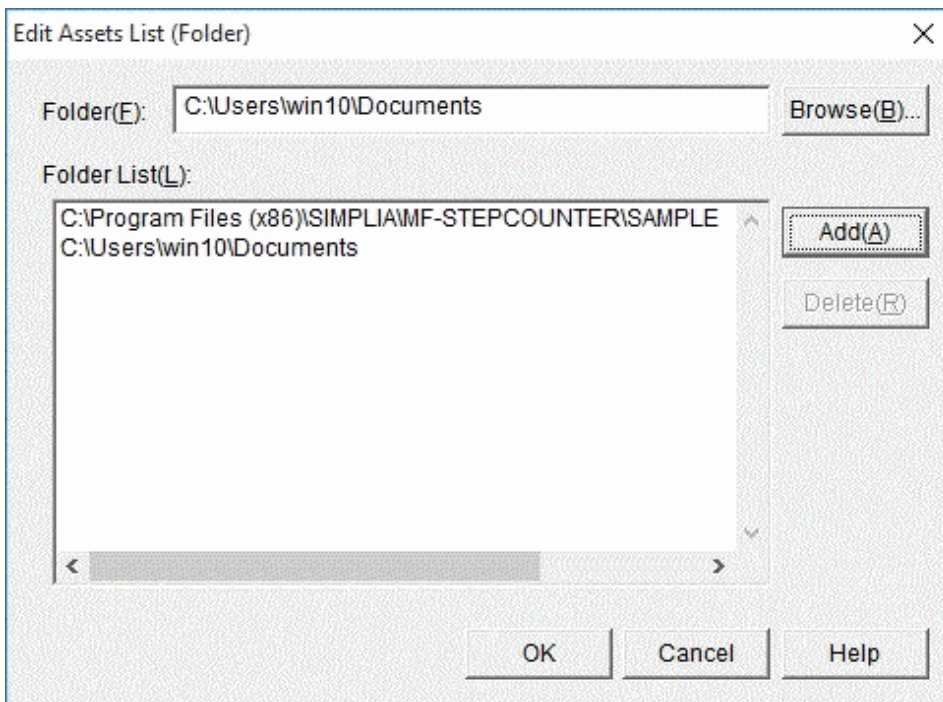 Edit Assets List (Folder)
Folder(F): C:\Users\win10\Documents Browse(B)...
Folder List(L):
C:\Program Files (x86)\SIMPLIA\MF-STEPCOUNTER\SAMPLE
C:\Users\win10\Documents
Add(A)
Delete(R)
OK Cancel Help